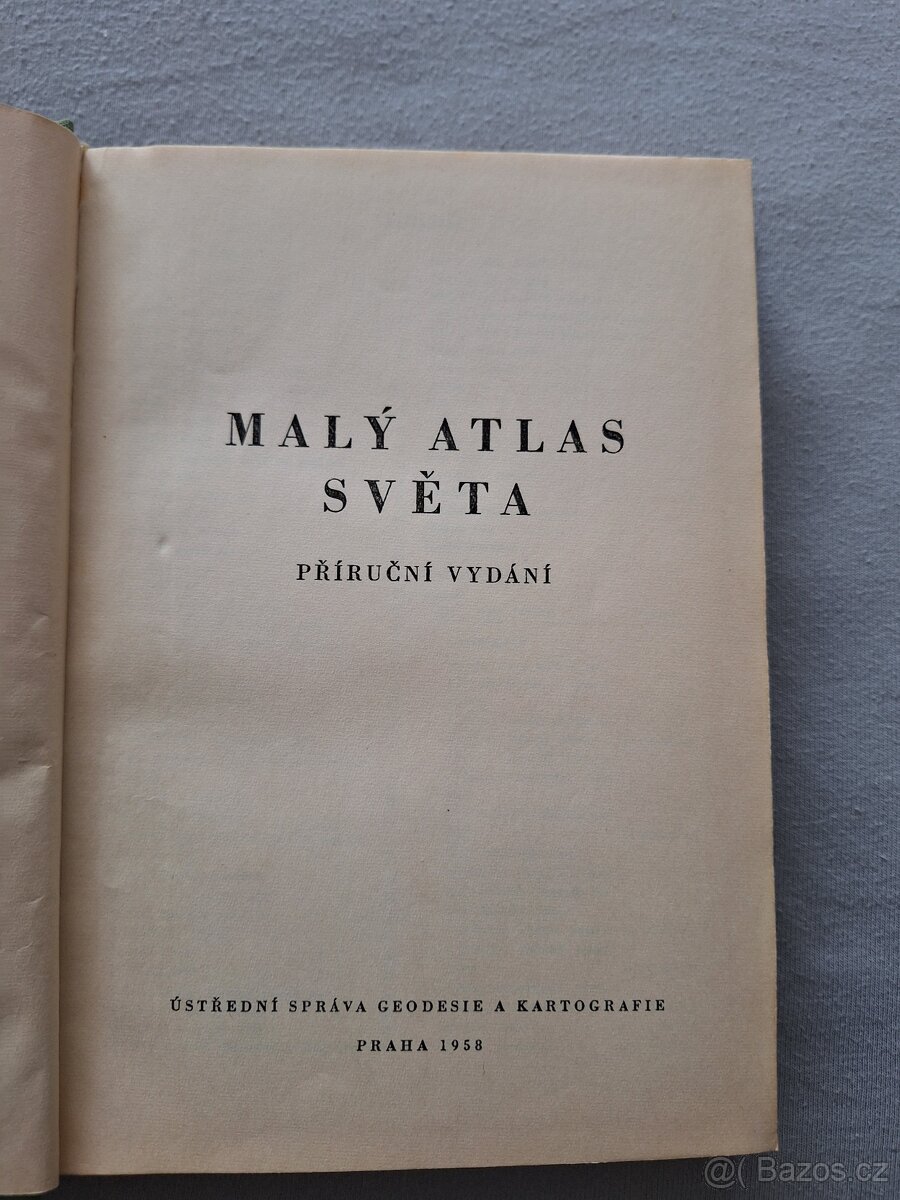 MALÝ ATLAS
SVĚTA
PŘÍRUČNÍ VYDÁNÍ
ÚSTŘEDNÍ SPRÁVA GEODESIE A KARTOGRAFIE
PRAHA 1958
@( Bazos.cz